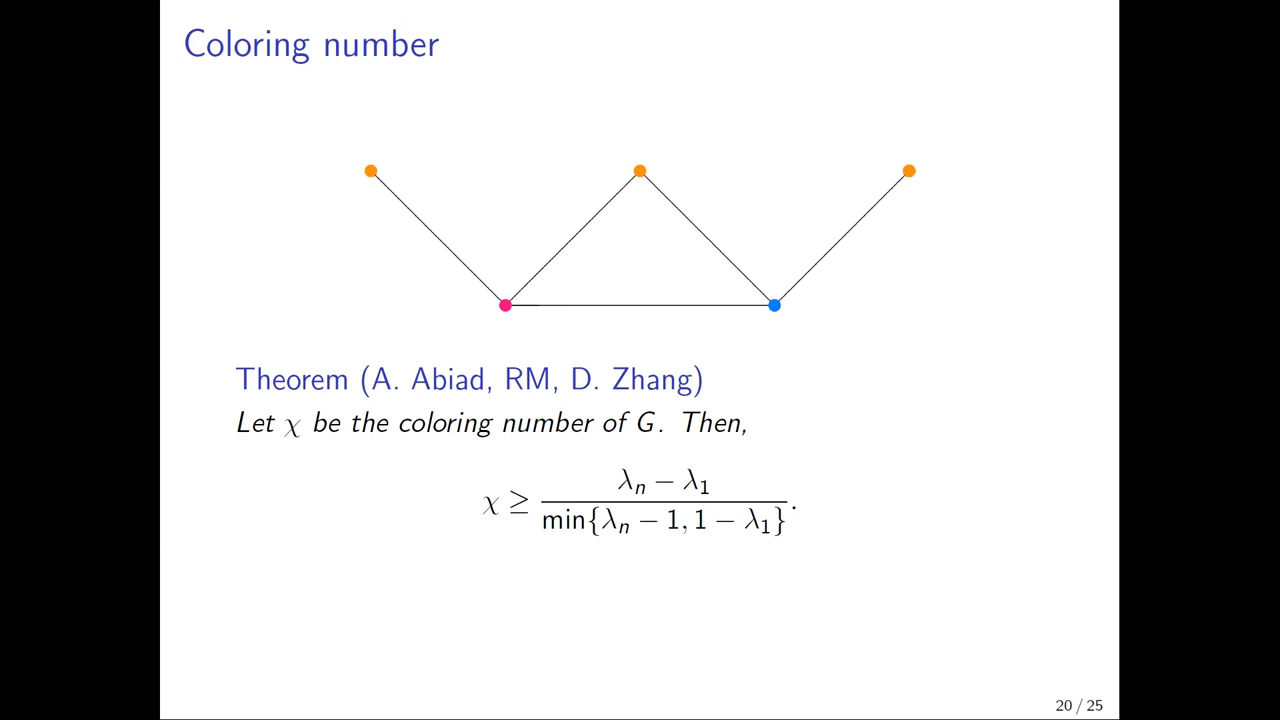 Coloring number
Theorem (A. Abiad, RM, D. Zhang)
Let χ be the coloring number of G. Then,
χ ≥ \frac{λ_n − λ_1}{min{λ_n − 1, 1 − λ_1}}.
20 / 25